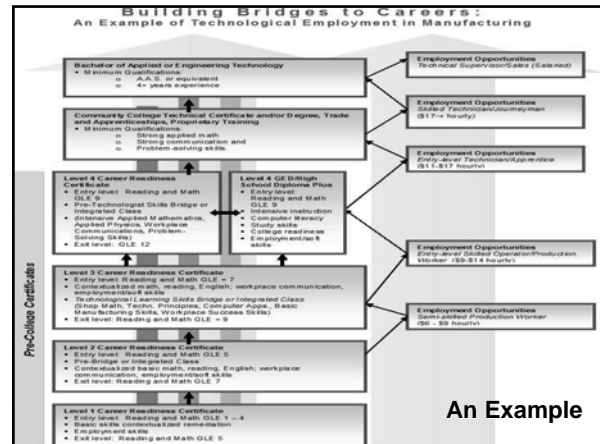 Building Bridges to Careers:
An Example of Technological Employment in Manufacturing
Bachelor of Applied or Engineering Technology
• Minimum Qualifications:
o A.A.S. or equivalent
o 4+ years experience
Employment Opportunities
Technical Supervisor/Sales (Salaried)
Community College Technical Certificate and/or Degree, Trade
and Apprenticeships, Proprietary Training
• Minimum Qualifications:
o Strong applied math
o Strong communication and
o Problem-solving skills
Employment Opportunities
Skilled Technician/Journeyman
($17→ hourly)
Employment Opportunities
Entry-level Technician/Apprentice
($11-$17 hourly)
Level 4 Career Readiness
Certificate
• Entry level: Reading and Math
GLE 9
• Pre-Technologist Skills Bridge or
Integrated Class
• (Intensive Applied Mathematics,
Applied Physics, Workplace
Communications, Problem-
Solving Skills)
• Exit level: GLE 12
Level 4 GED/High
School Diploma Plus
• Entry level:
Reading and Math
GLE 9
• Intensive instruction
• Computer literacy
• Study skills
• College readiness
• Employment/soft
skills
Employment Opportunities
Entry-level Skilled Operator/Production
Worker ($9-$14 hourly)
Pre-College Certificates
Level 3 Career Readiness Certificate
• Entry level: Reading and Math GLE = 7
• Contextualized math, reading, English; workplace communication,
employment/soft skills
• Technological Learning Skills Bridge or Integrated Class
(Shop Math, Techn. Principles, Computer Apps., Basic
Manufacturing Skills, Workplace Success Skills)
• Exit level: Reading and Math GLE = 9
Employment Opportunities
Semi-skilled Production Worker
($6 - $9 hourly)
Level 2 Career Readiness Certificate
• Entry level: Reading and Math GLE 5
• Pre-Bridge or Integrated Class
• Contextualized basic math, reading, English; workplace
communication, employment/soft skills
• Exit level: Reading and Math GLE 7
Level 1 Career Readiness Certificate
• Entry level: Reading and Math GLE 1 – 4
• Basic skills contextualized remediation
• Employment skills
• Exit level: Reading and Math GLE 5
An Example